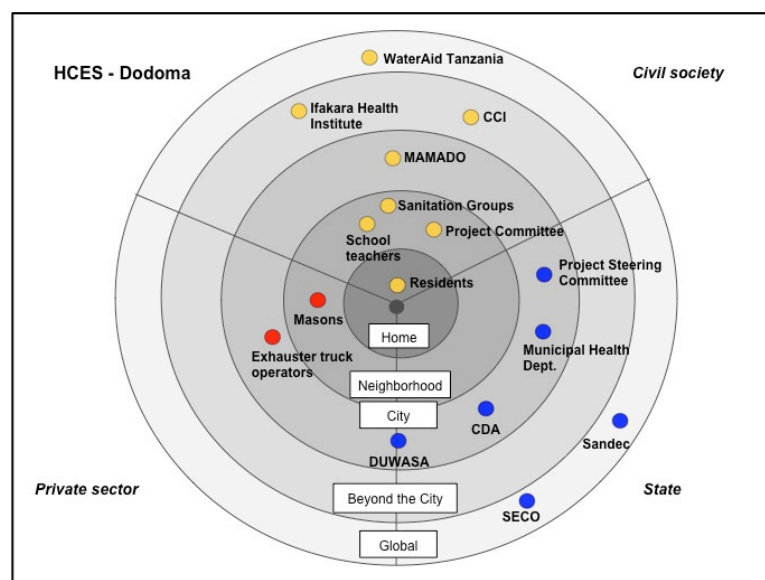 WaterAid Tanzania
HCES - Dodoma
Civil society
Ifakara Health
Institute
CCI
MAMADO
Sanitation Groups
Project Committee
School
teachers
Project Steering
Committee
Residents
Masons
Home
Municipal Health
Dept.
Exhauster truck
operators
Neighborhood
City
CDA
Sandec
DUWASA
Private sector
State
Beyond the City
SECO
Global